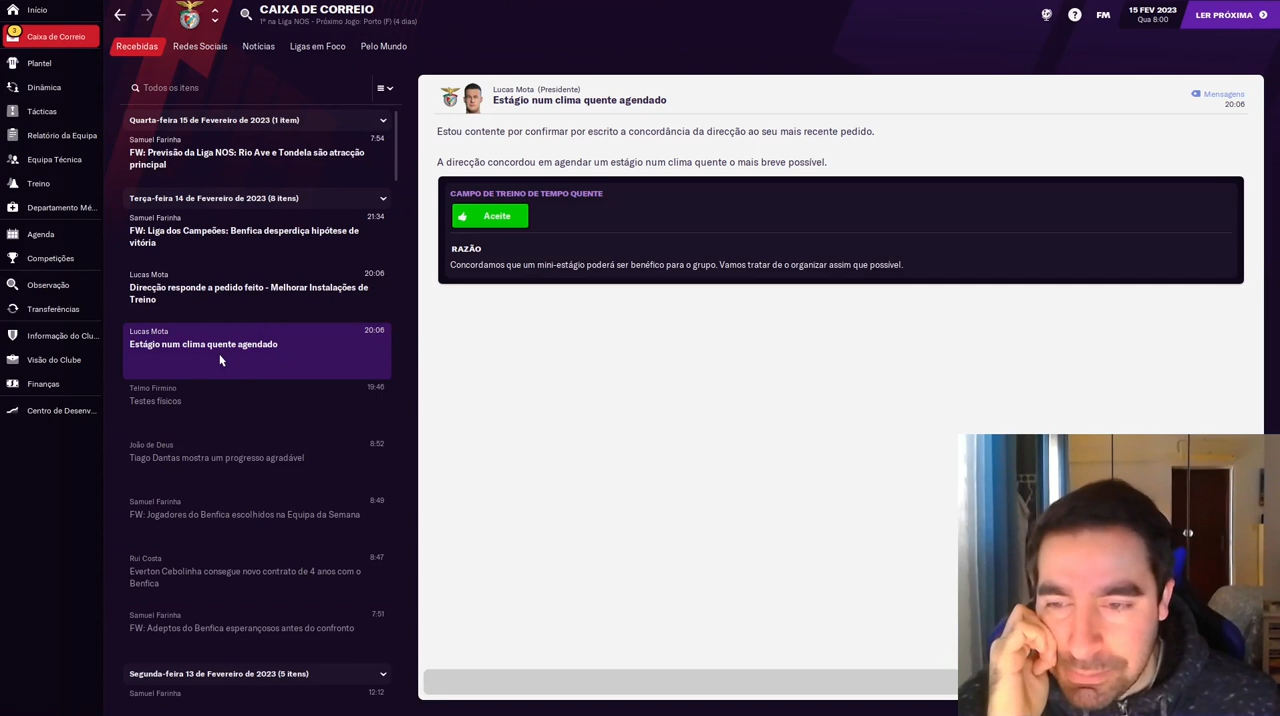 Início
3
Caixa de Correio
Plantel
Dinâmica
Tácticas
Relatório da Equipa
Equipa Técnica
Treino
Departamento Mé...
Agenda
Competições
Observação
Transferências
Informação do Clu...
Visão do Clube
Finanças
Centro de Desenv...
CAIXA DE CORREIO
1º na Liga NOS - Próximo Jogo: Porto (F) (4 dias)
FM
15 FEV 2023
Qua 8:00
LER PRÓXIMA
Recebidas
Redes Sociais
Notícias
Ligas em Foco
Pelo Mundo
Todos os itens
Quarta-feira 15 de Fevereiro de 2023 (1 item)
Samuel Farinha 7:54
FW: Previsão da Liga NOS: Rio Ave e Tondela são atracção
principal
Terça-feira 14 de Fevereiro de 2023 (8 itens)
Samuel Farinha 21:34
FW: Liga dos Campeões: Benfica desperdiça hipótese de
vitória
Lucas Mota 20:06
Direcção responde a pedido feito - Melhorar Instalações de
Treino
Lucas Mota 20:06
Estágio num clima quente agendado
Telmo Firmino 19:46
Testes físicos
João de Deus 8:52
Tiago Dantas mostra um progresso agradável
Samuel Farinha 8:49
FW: Jogadores do Benfica escolhidos na Equipa da Semana
Rui Costa 8:47
Everton Cebolinha consegue novo contrato de 4 anos com o
Benfica
Samuel Farinha 7:51
FW: Adeptos do Benfica esperançosos antes do confronto
Segunda-feira 13 de Fevereiro de 2023 (5 itens)
Samuel Farinha 12:12
Lucas Mota (Presidente)
Estágio num clima quente agendado
Mensagens
20:06
Estou contente por confirmar por escrito a concordância da direcção ao seu mais recente pedido.
A direcção concordou em agendar um estágio num clima quente o mais breve possível.
CAMPO DE TREINO DE TEMPO QUENTE
Aceite
RAZÃO
Concordamos que um mini-estágio poderá ser benéfico para o grupo. Vamos tratar de o organizar assim que possível.